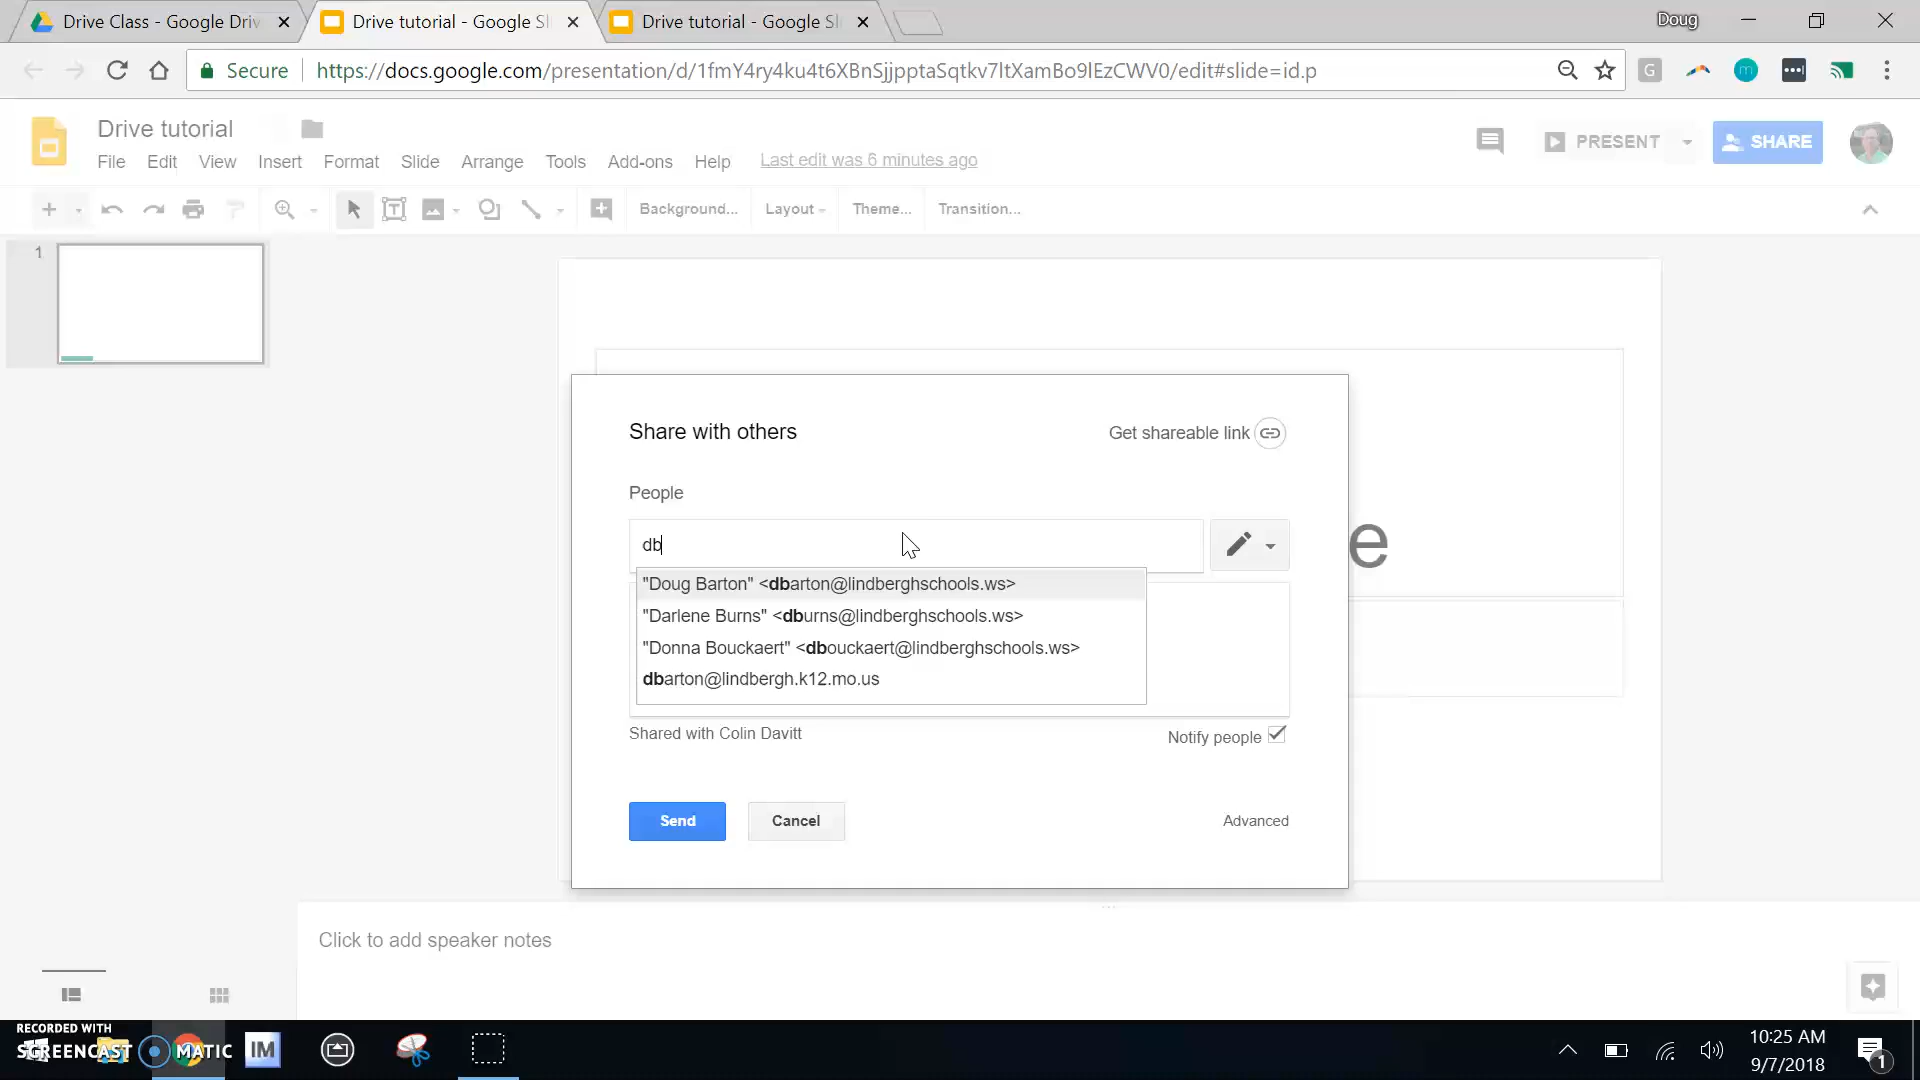 Drive Class - Google Driv
Drive tutorial - Google Sl
Drive tutorial - Google Sl
Doug
Secure
https://docs.google.com/presentation/d/1fmY4ry4ku4t6XBnSjjpptaSqtkv7ltXamBo9lEzCWV0/edit#slide=id.p
G
m
Drive tutorial
File Edit View Insert Format Slide Arrange Tools Add-ons Help Last edit was 6 minutes ago
PRESENT
SHARE
Background... Layout Theme... Transition...
1
Share with others
Get shareable link
People
db
e
"Doug Barton" <dbarton@lindberghschools.ws>
"Darlene Burns" <dburns@lindberghschools.ws>
"Donna Bouckaert" <dbouckaert@lindberghschools.ws>
dbarton@lindbergh.k12.mo.us
Shared with Colin Davitt
Notify people
Send Cancel Advanced
Click to add speaker notes
RECORDED WITH
SCREENCAST MATIC
IM
10:25 AM
9/7/2018
1